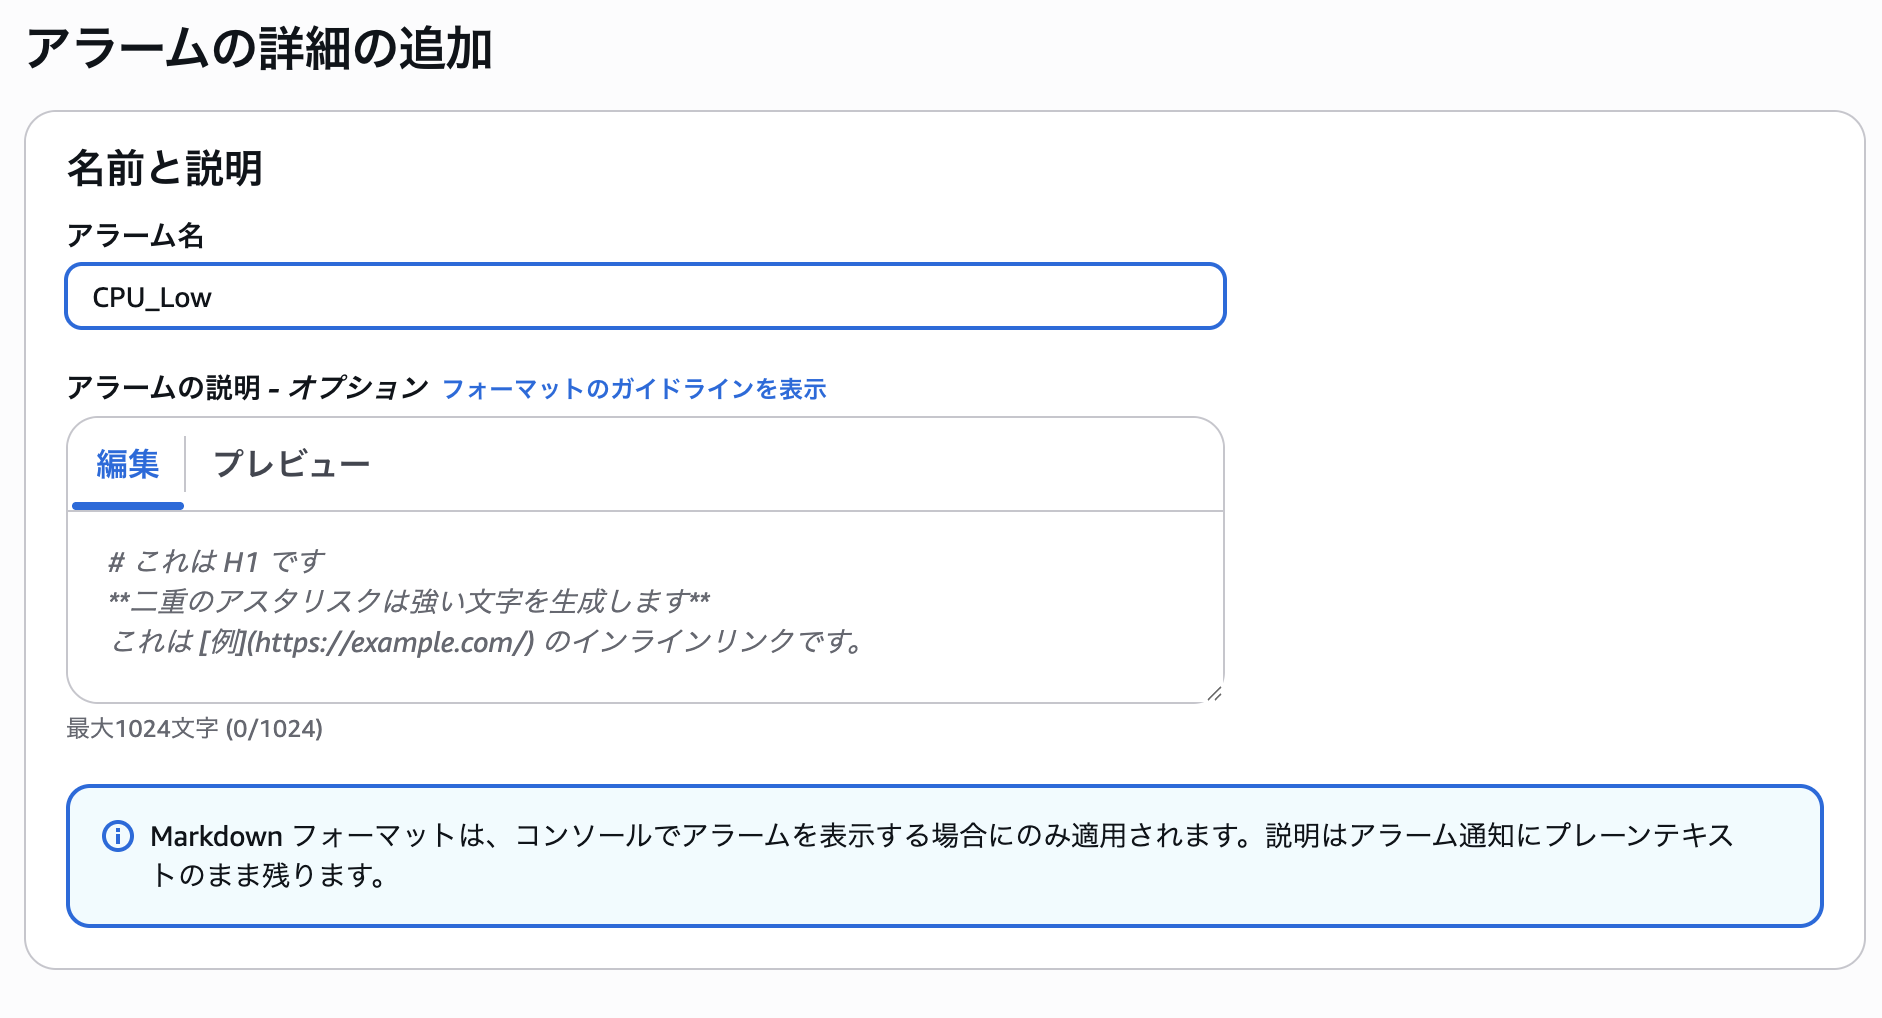 アラームの詳細の追加
名前と説明
アラーム名
CPU_Low
アラームの説明 - オプション フォーマットのガイドラインを表示
編集 プレビュー
# これは H1 です
**二重のアスタリスクは強い文字を生成します**
これは [例](https://example.com/) のインラインリンクです。
最大1024文字 (0/1024)
Markdown フォーマットは、コンソールでアラームを表示する場合にのみ適用されます。説明はアラーム通知にプレーンテキス
トのまま残ります。